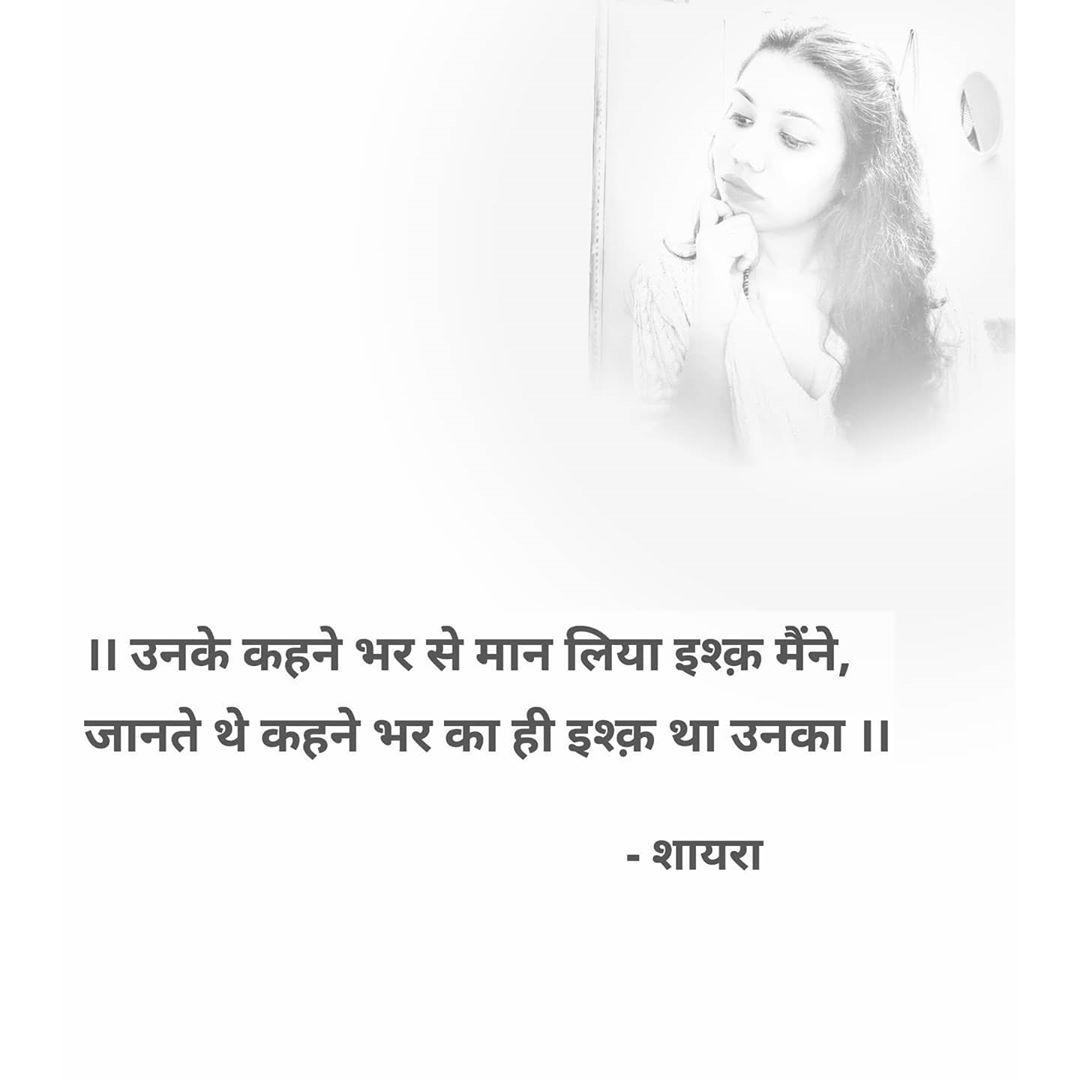 ।। उनके कहने भर से मान लिया इश्क़ मैंने,
जानते थे कहने भर का ही इश्क़ था उनका ।।
- शायरा